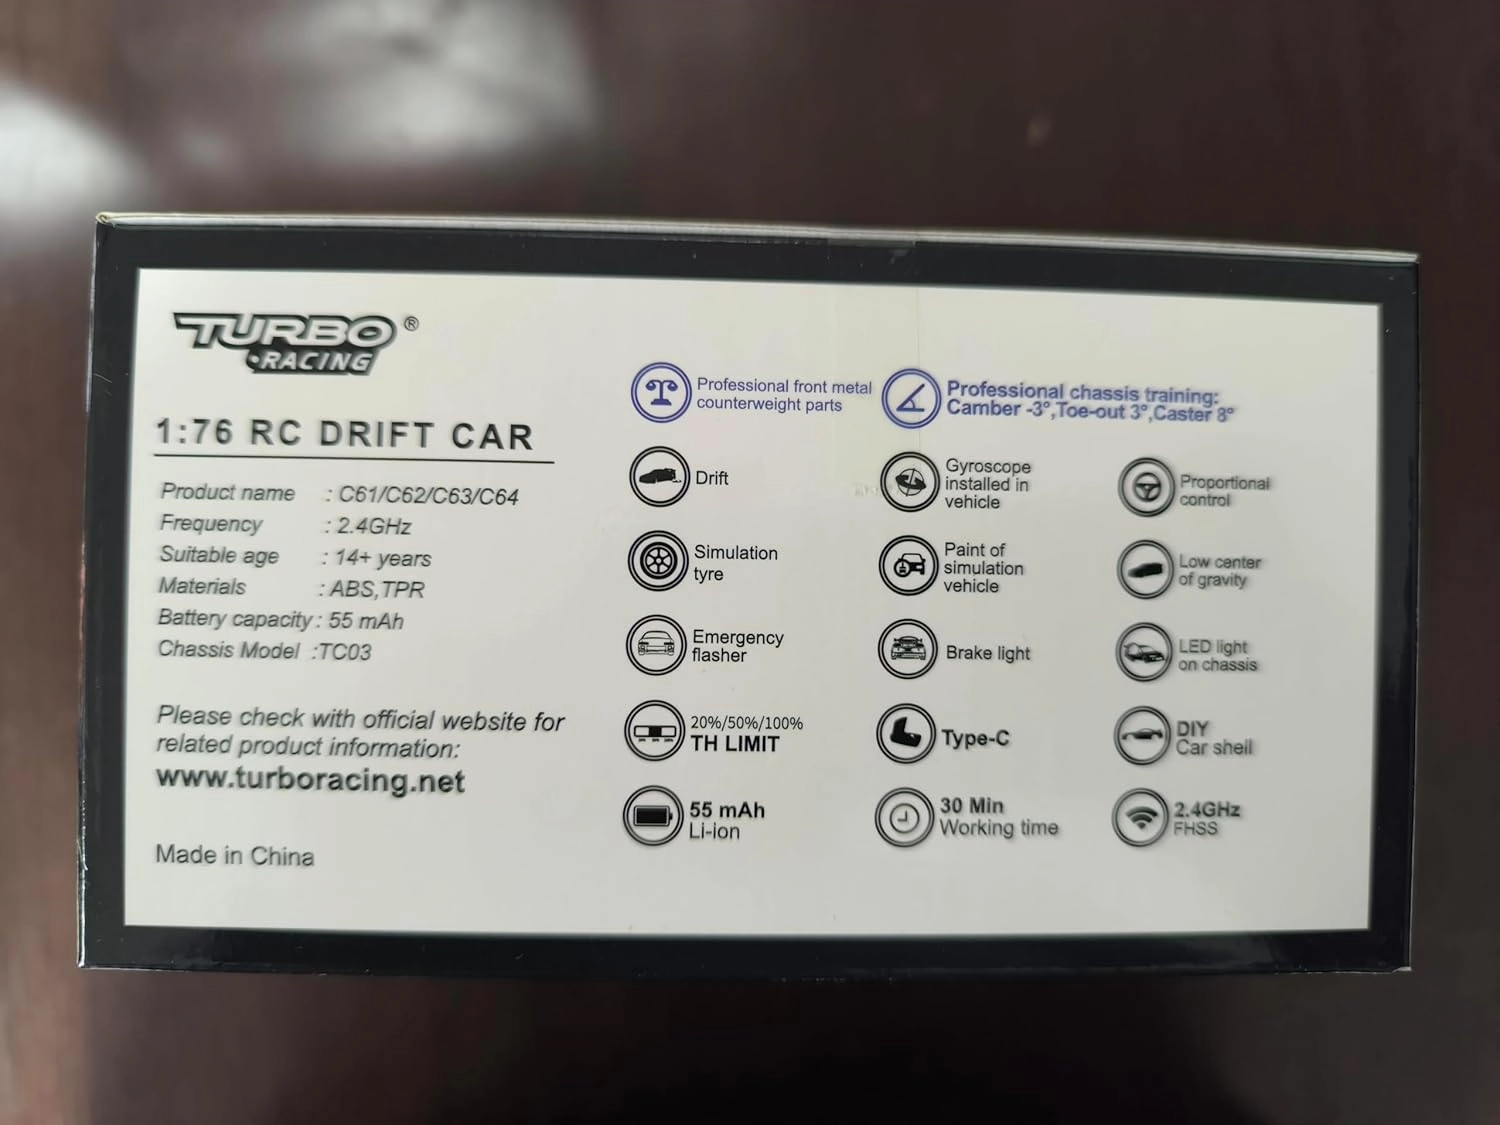 TURBO ®
RACING
1:76 RC DRIFT CAR
Product name : C61/C62/C63/C64
Frequency : 2.4GHz
Suitable age : 14+ years
Materials : ABS,TPR
Battery capacity : 55 mAh
Chassis Model :TC03
Please check with official website for
related product information:
www.turboracing.net
Made in China
Professional front metal
counterweight parts
Professional chassis training:
Camber -3°,Toe-out 3°,Caster 8°
Drift
Gyroscope
installed in
vehicle
Proportional
control
Simulation
tyre
Paint of
simulation
vehicle
Low center
of gravity
Emergency
flasher
Brake light
LED light
on chassis
20%/50%/100%
TH LIMIT
Type-C
DIY
Car shell
55 mAh
Li-ion
30 Min
Working time
2.4GHz
FHSS